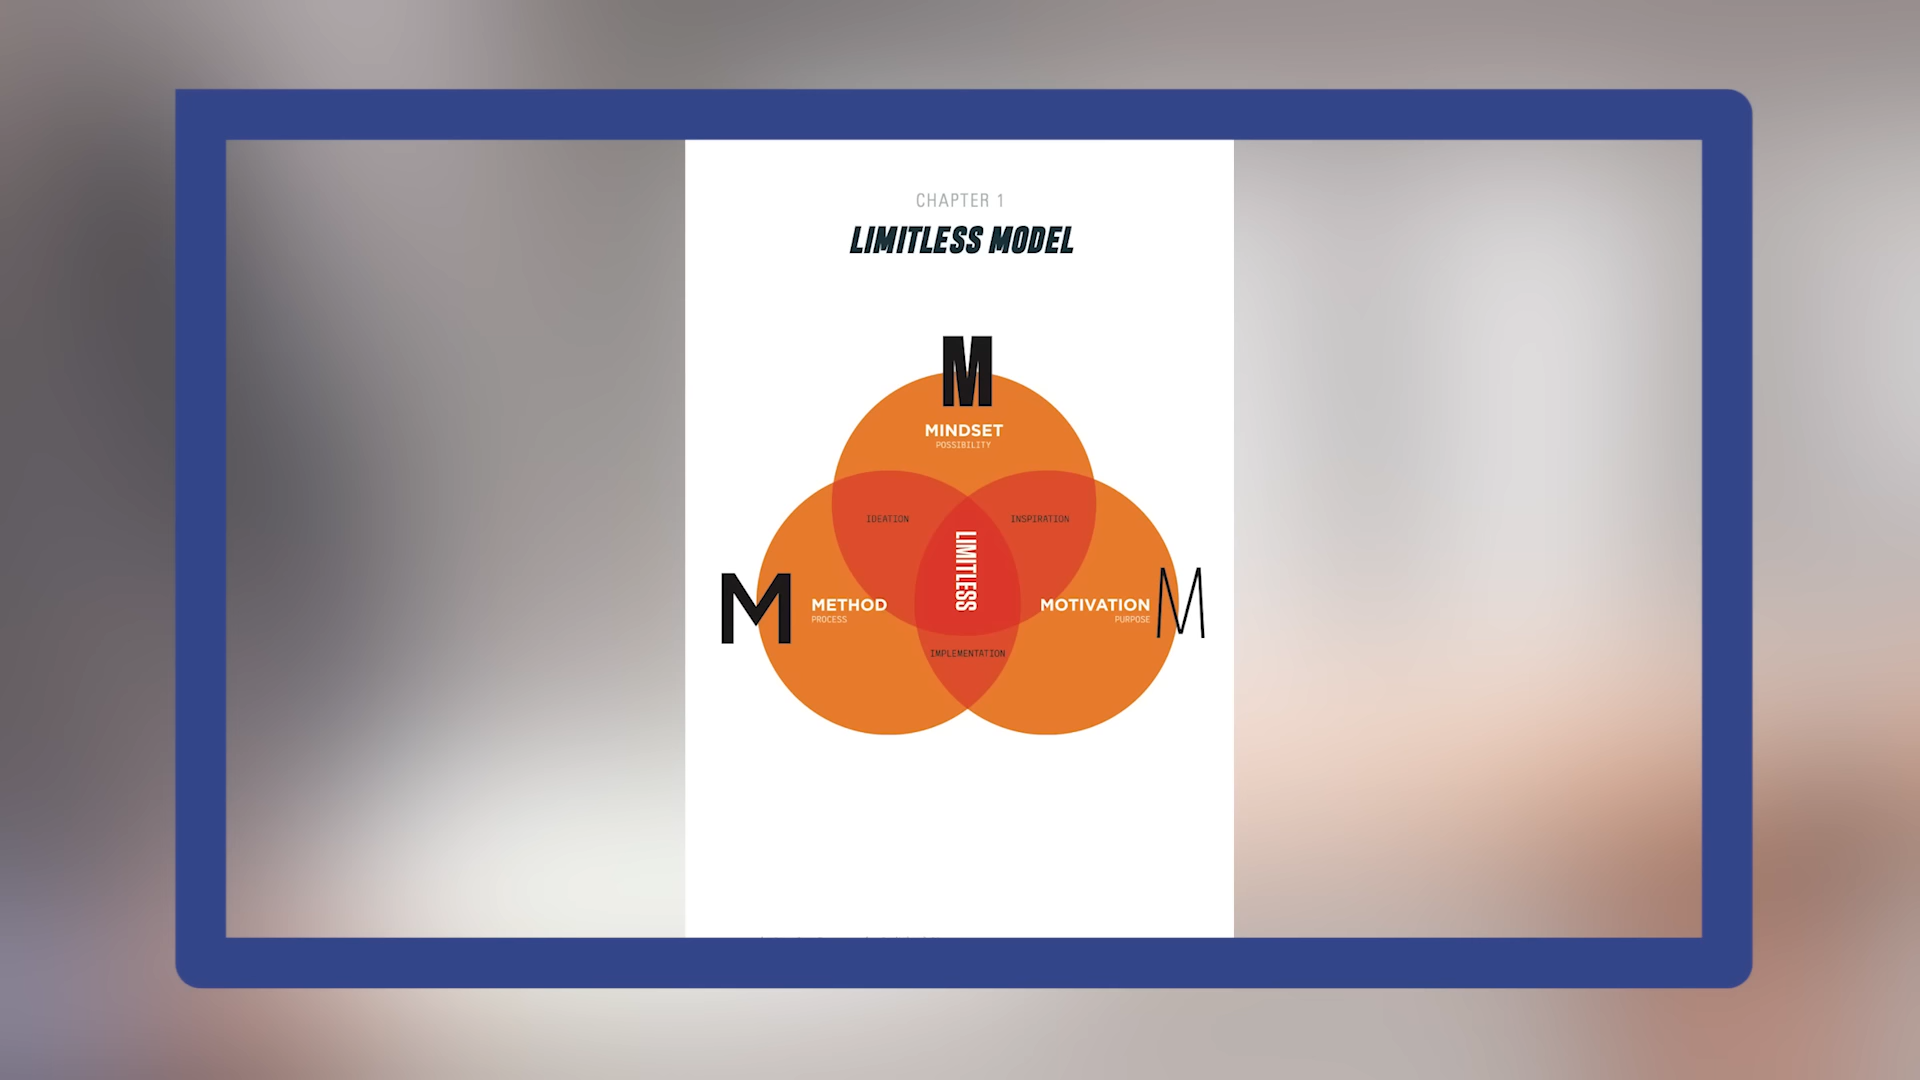 CHAPTER 1
LIMITLESS MODEL
M
MINDSET
POSSIBILITY
IDEATION
INSPIRATION
LIMITLESS
M
METHOD
PROCESS
MOTIVATION
PURPOSE
M
IMPLEMENTATION